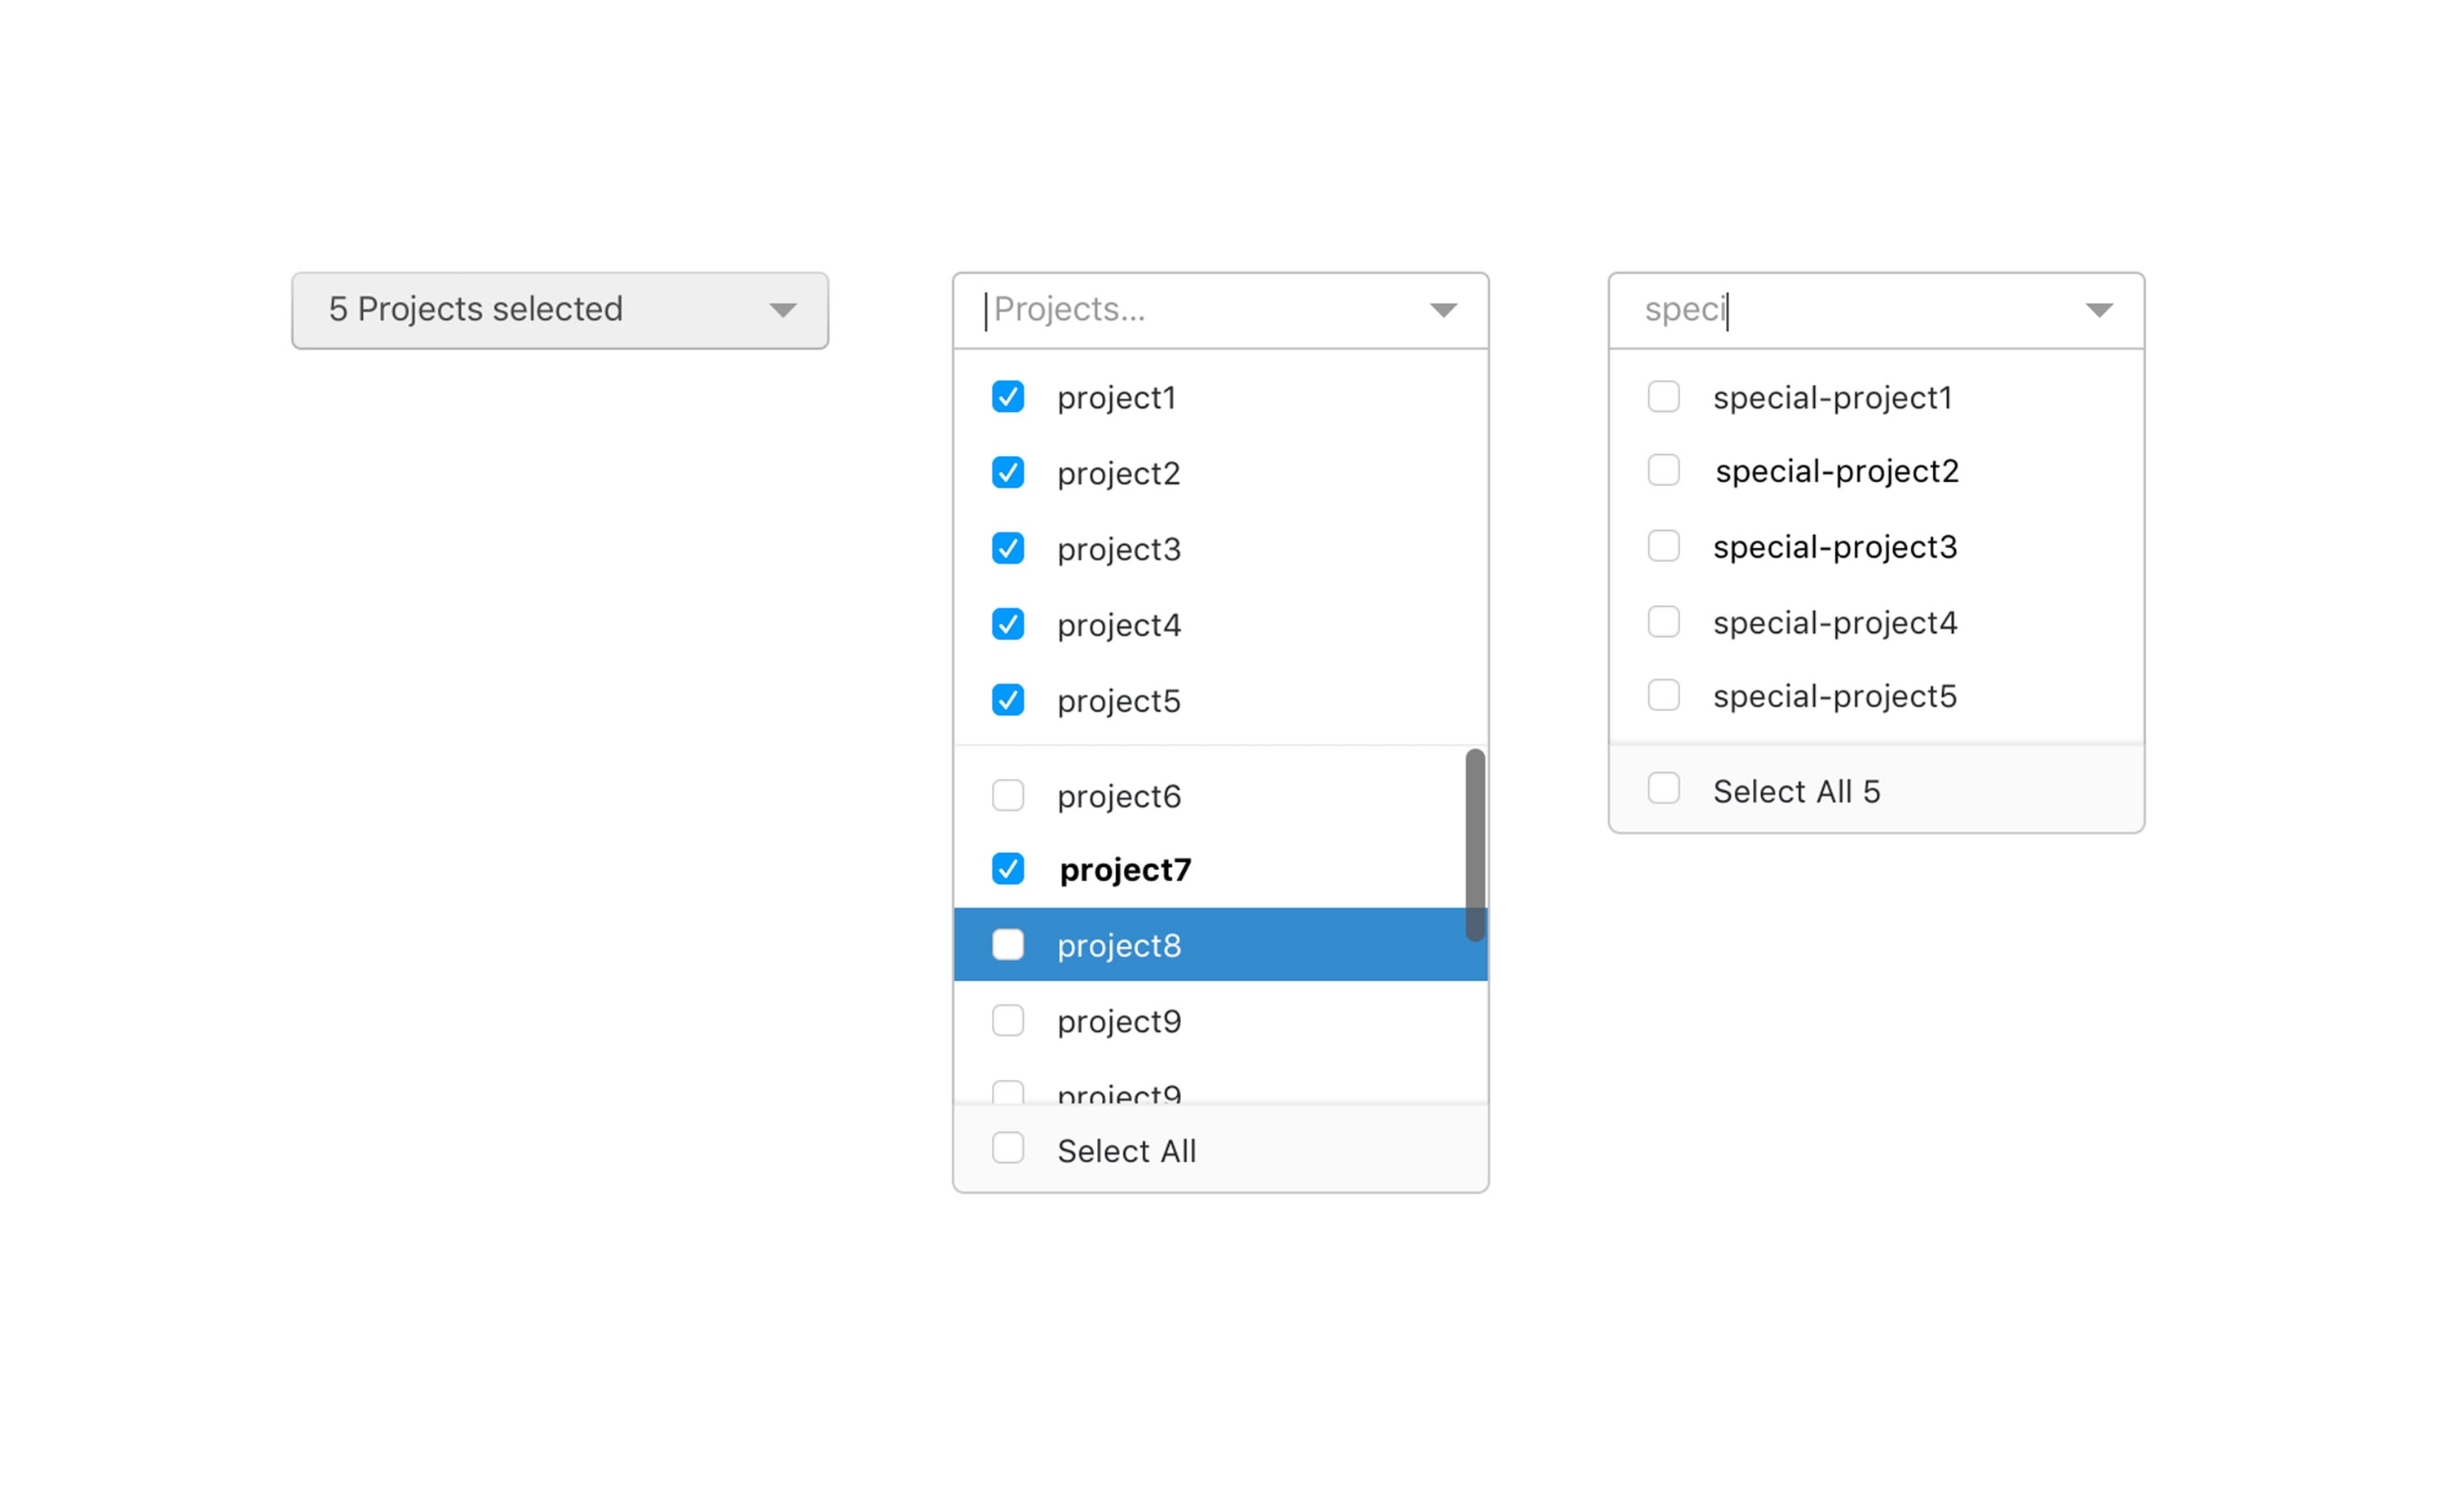 5 Projects selected
Projects...
project1
project2
project3
project4
project5
project6
project7
project8
project9
project9
Select All
speci
special-project1
special-project2
special-project3
special-project4
special-project5
Select All 5